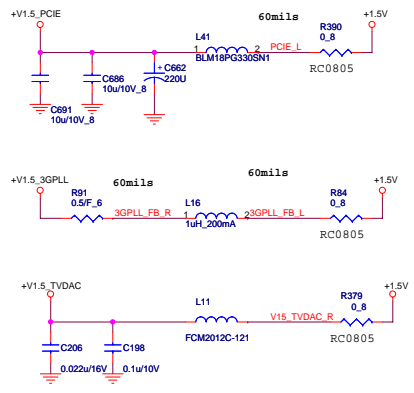 +V1.5_PCIE
60mils
+1.5V
L41
R390
0_8
1
2
PCIE_L
BLM18PG330SN1
RC0805
C686
10u/10V_8
+
C662
220U
C691
10u/10V_8
60mils
+V1.5_3GPLL
60mils
+1.5V
R91
0.5/F_6
L16
R84
0_8
3GPLL_FB_R
1
2
3GPLL_FB_L
1uH_200mA
RC0805
+V1.5_TVDAC
+1.5V
L11
R379
0_8
V15_TVDAC_R
FCM2012C-121
RC0805
C206
C198
0.022u/16V
0.1u/10V